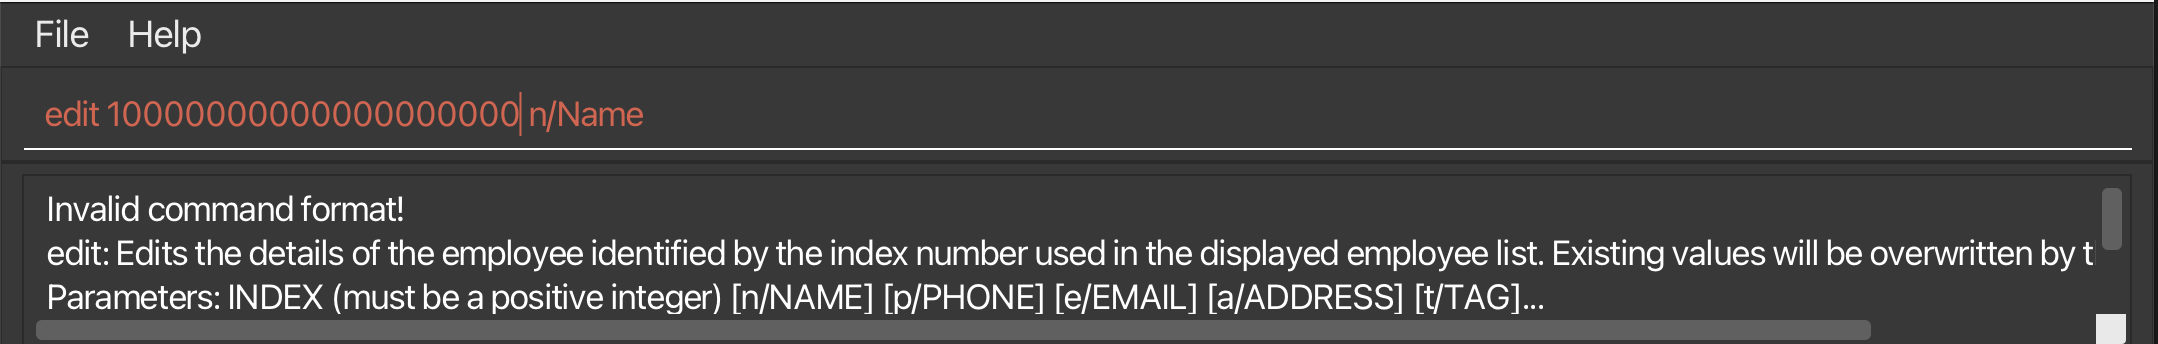 File Help
edit 10000000000000000000 n/Name
Invalid command format!
edit: Edits the details of the employee identified by the index number used in the displayed employee list. Existing values will be overwritten by t
Parameters: INDEX (must be a positive integer) [n/NAME] [p/PHONE] [e/EMAIL] [a/ADDRESS] [t/TAG]...